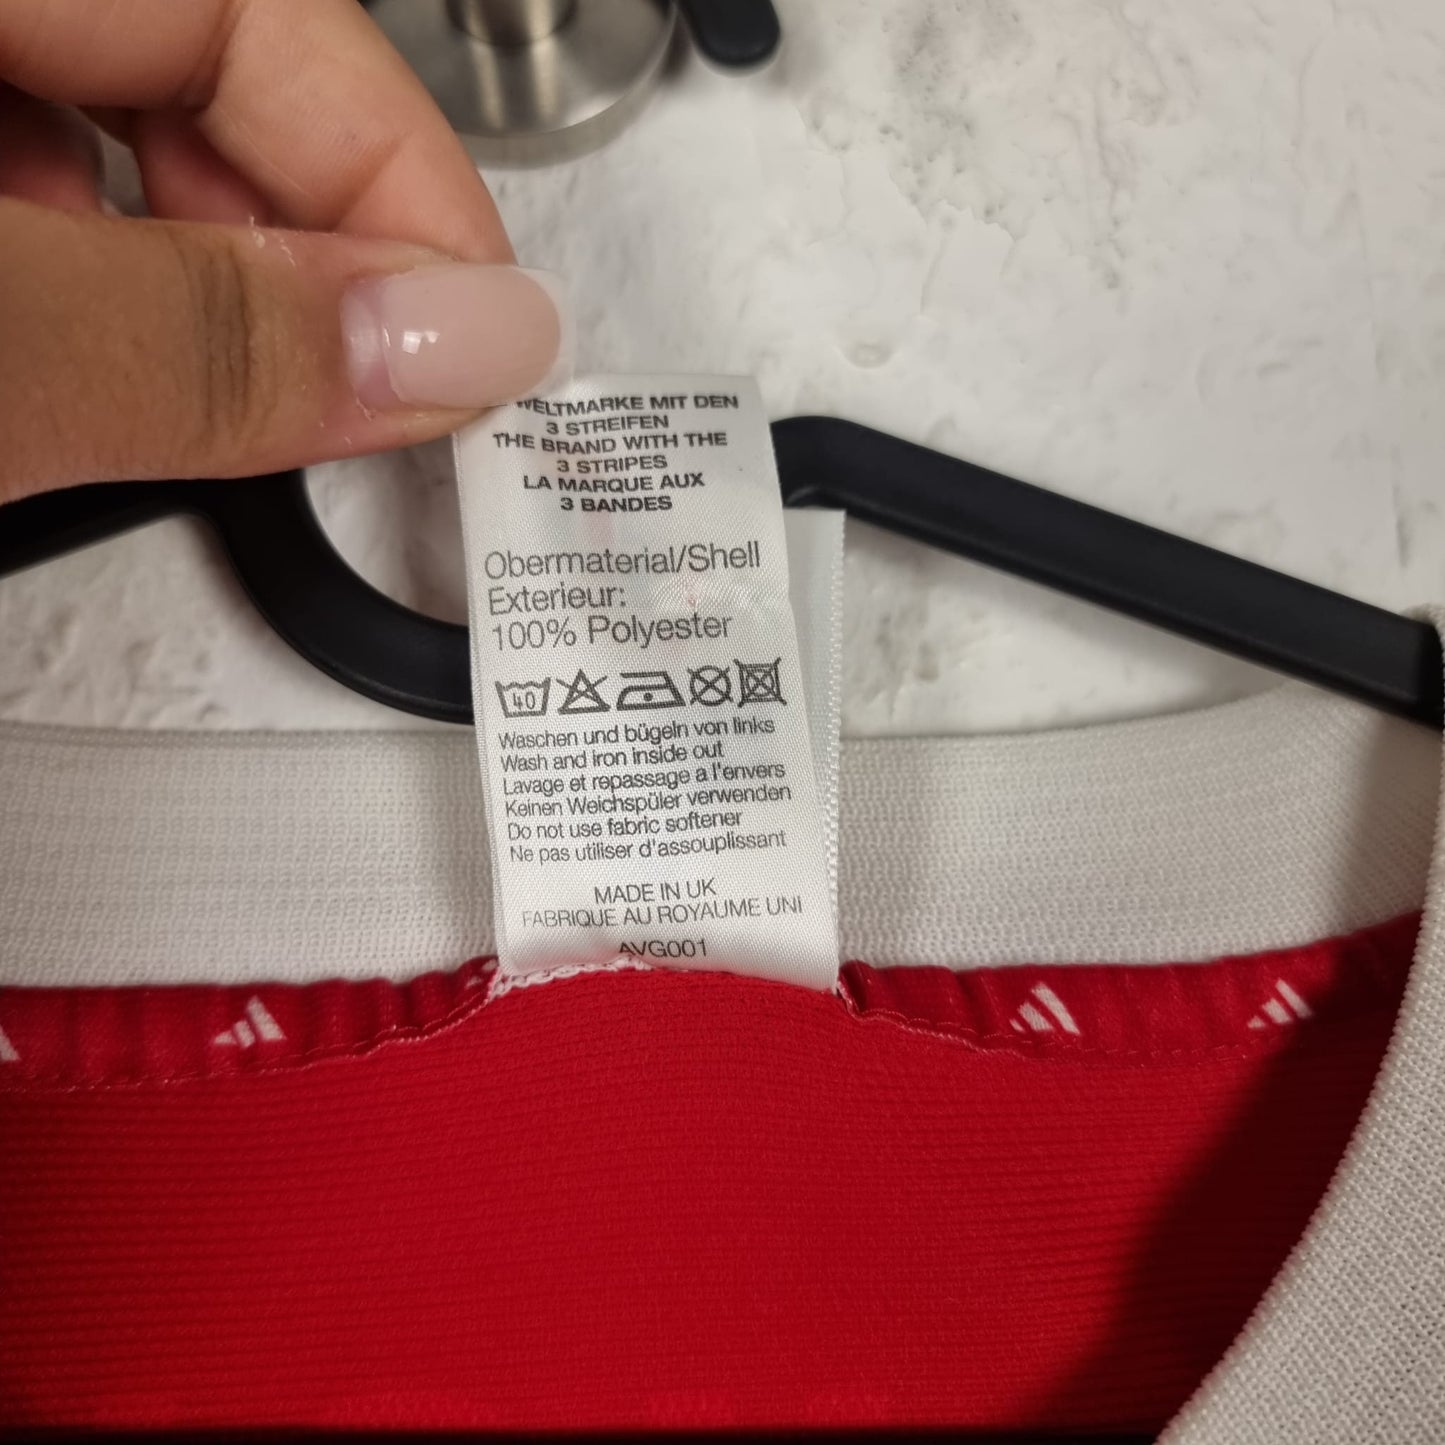 WELTMARKE MIT DEN
3 STREIFEN
THE BRAND WITH THE
3 STRIPES
LA MARQUE AUX
3 BANDES
Obermaterial/Shell
Exterieur:
100% Polyester
40
Waschen und bügeln von links
Wash and iron inside out
Lavage et repassage a l'envers
Keinen Weichspüler verwenden
Do not use fabric softener
Ne pas utiliser d'assouplissant
MADE IN UK
FABRIQUE AU ROYAUME UNI
AVG001